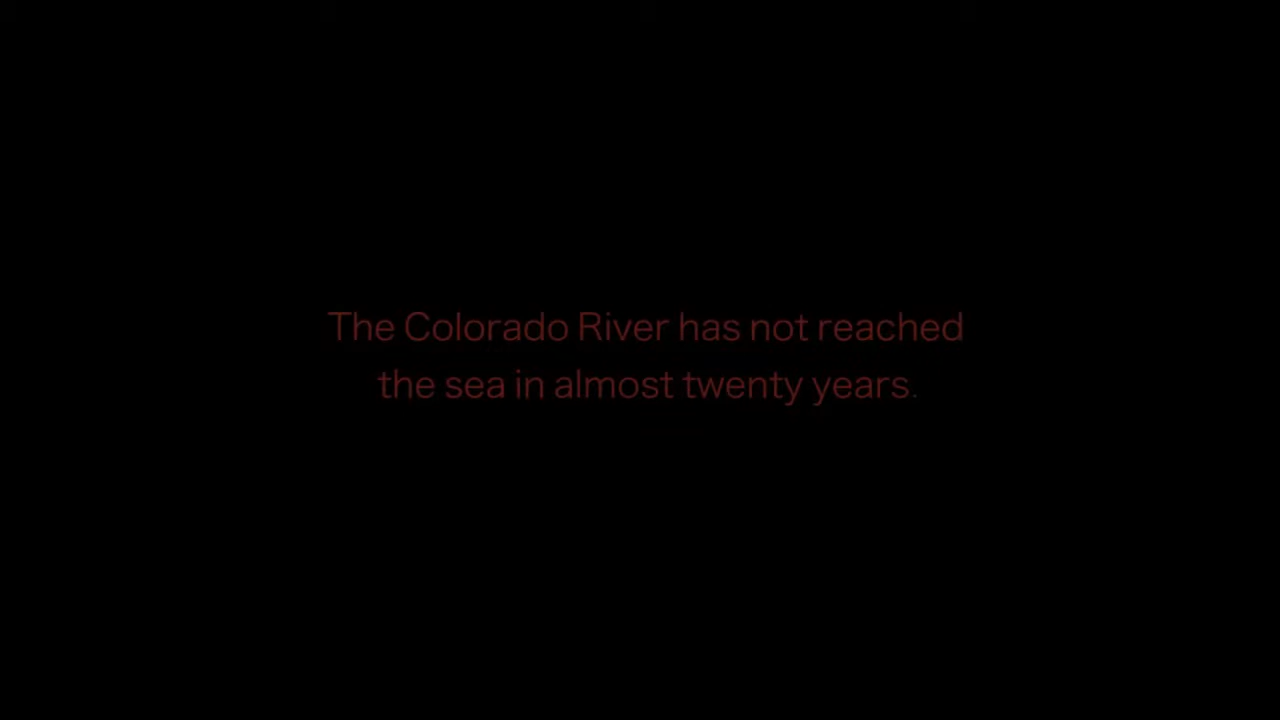 The Colorado River has not reached
the sea in almost twenty years.